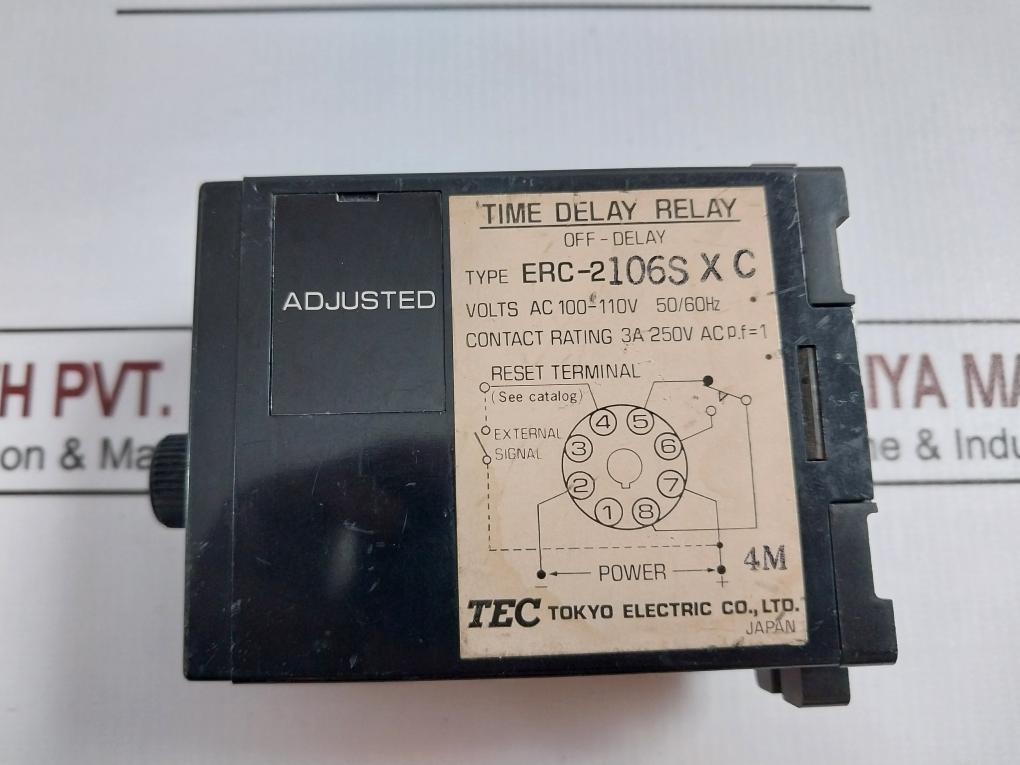 ADJUSTED
TIME DELAY RELAY
OFF-DELAY
TYPE ERC-2106S X C
VOLTS AC 100-110V 50/60Hz
CONTACT RATING 3A 250V AC p.f=1
RESET TERMINAL
(See catalog)
EXTERNAL
SIGNAL
4 5
3 6
2 7
1 8
4M
- POWER +
TEC TOKYO ELECTRIC CO., LTD.
JAPAN
H PVT.
IYA MA
on & Ma
e & Indu